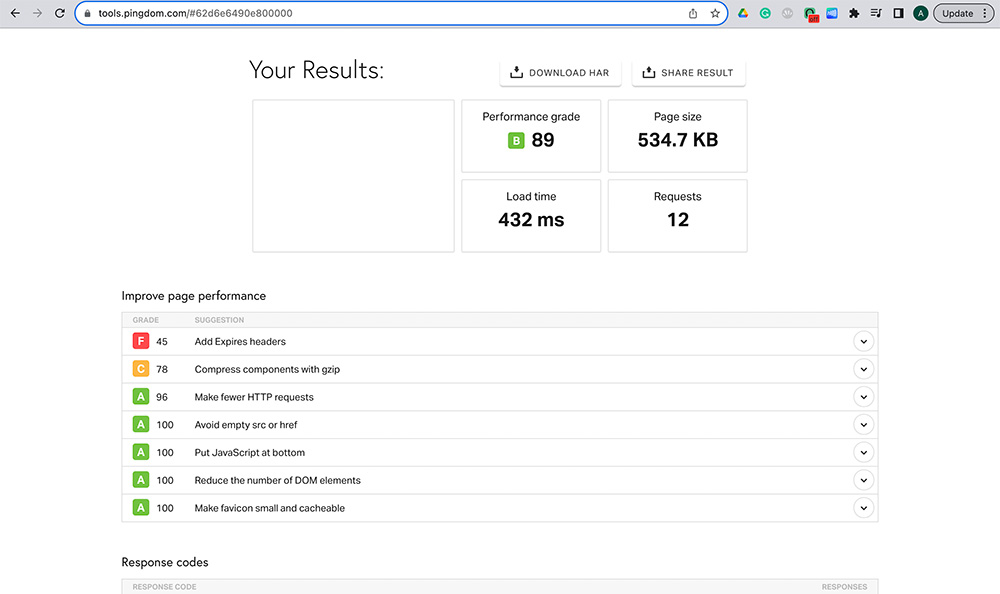 tools.pingdom.com/#62d6e6490e800000
off
A
Update
Your Results:
DOWNLOAD HAR
SHARE RESULT
Performance grade
B 89
Page size
534.7 KB
Load time
432 ms
Requests
12
Improve page performance
GRADE SUGGESTION
F 45 Add Expires headers
C 78 Compress components with gzip
A 96 Make fewer HTTP requests
A 100 Avoid empty src or href
A 100 Put JavaScript at bottom
A 100 Reduce the number of DOM elements
A 100 Make favicon small and cacheable
Response codes
RESPONSE CODE RESPONSES